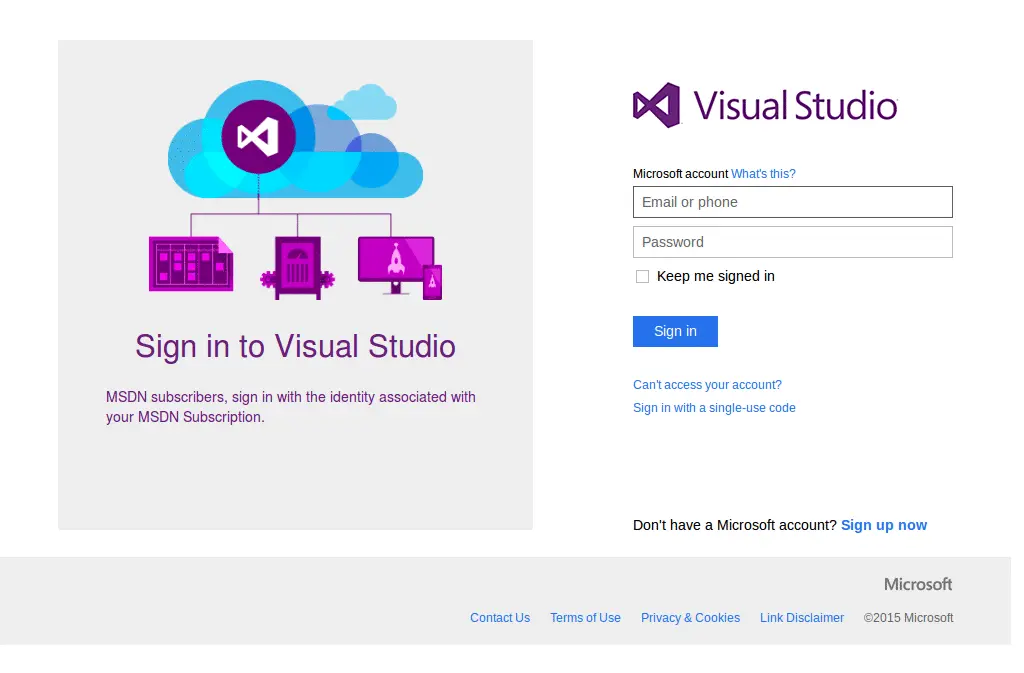 Sign in to Visual Studio
MSDN subscribers, sign in with the identity associated with
your MSDN Subscription.
Visual Studio
Microsoft account What's this?
Email or phone
Password
Keep me signed in
Sign in
Can't access your account?
Sign in with a single-use code
Don't have a Microsoft account? Sign up now
Microsoft
Contact Us Terms of Use Privacy & Cookies Link Disclaimer ©2015 Microsoft